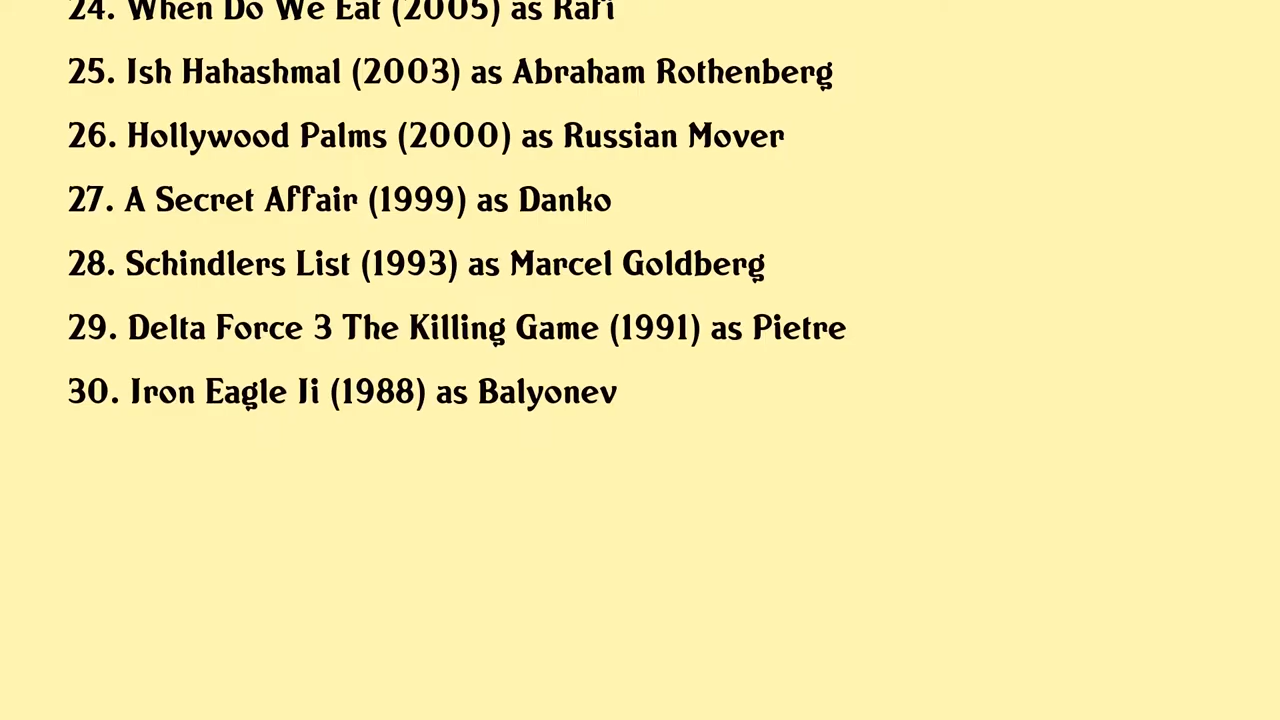 24. When Do We Eat (2005) as Rafi
25. Ish Hahashmal (2003) as Abraham Rothenberg
26. Hollywood Palms (2000) as Russian Mover
27. A Secret Affair (1999) as Danko
28. Schindlers List (1993) as Marcel Goldberg
29. Delta Force 3 The Killing Game (1991) as Pietre
30. Iron Eagle Ii (1988) as Balyonev